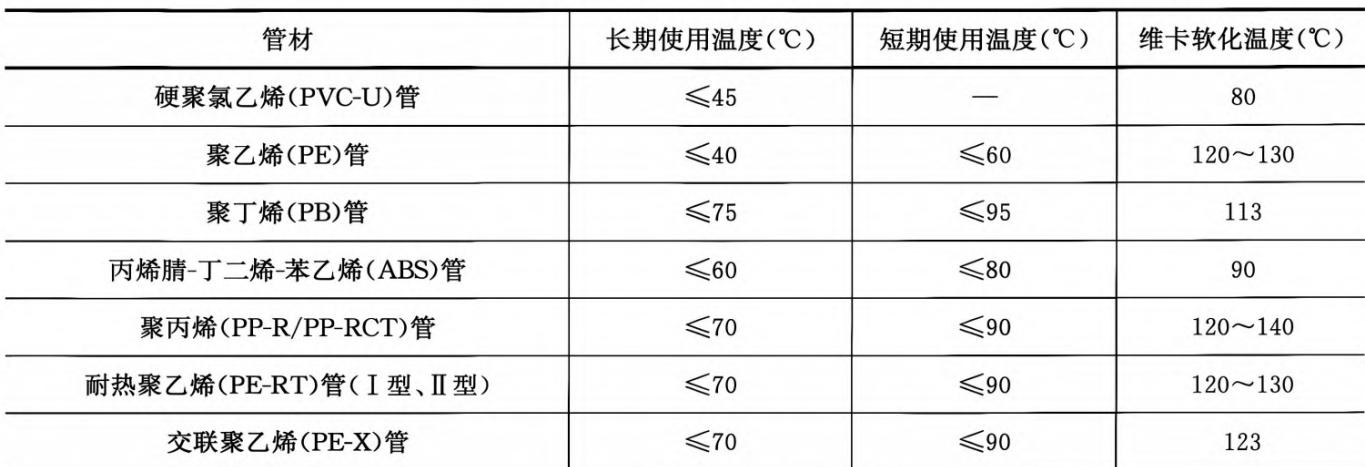 管材 长期使用温度(℃) 短期使用温度(℃) 维卡软化温度(℃)
硬聚氯乙烯(PVC-U)管 ≤45 — 80
聚乙烯(PE)管 ≤40 ≤60 120～130
聚丁烯(PB)管 ≤75 ≤95 113
丙烯腈-丁二烯-苯乙烯(ABS)管 ≤60 ≤80 90
聚丙烯(PP-R/PP-RCT)管 ≤70 ≤90 120～140
耐热聚乙烯(PE-RT)管(Ⅰ型、Ⅱ型) ≤70 ≤90 120～130
交联聚乙烯(PE-X)管 ≤70 ≤90 123